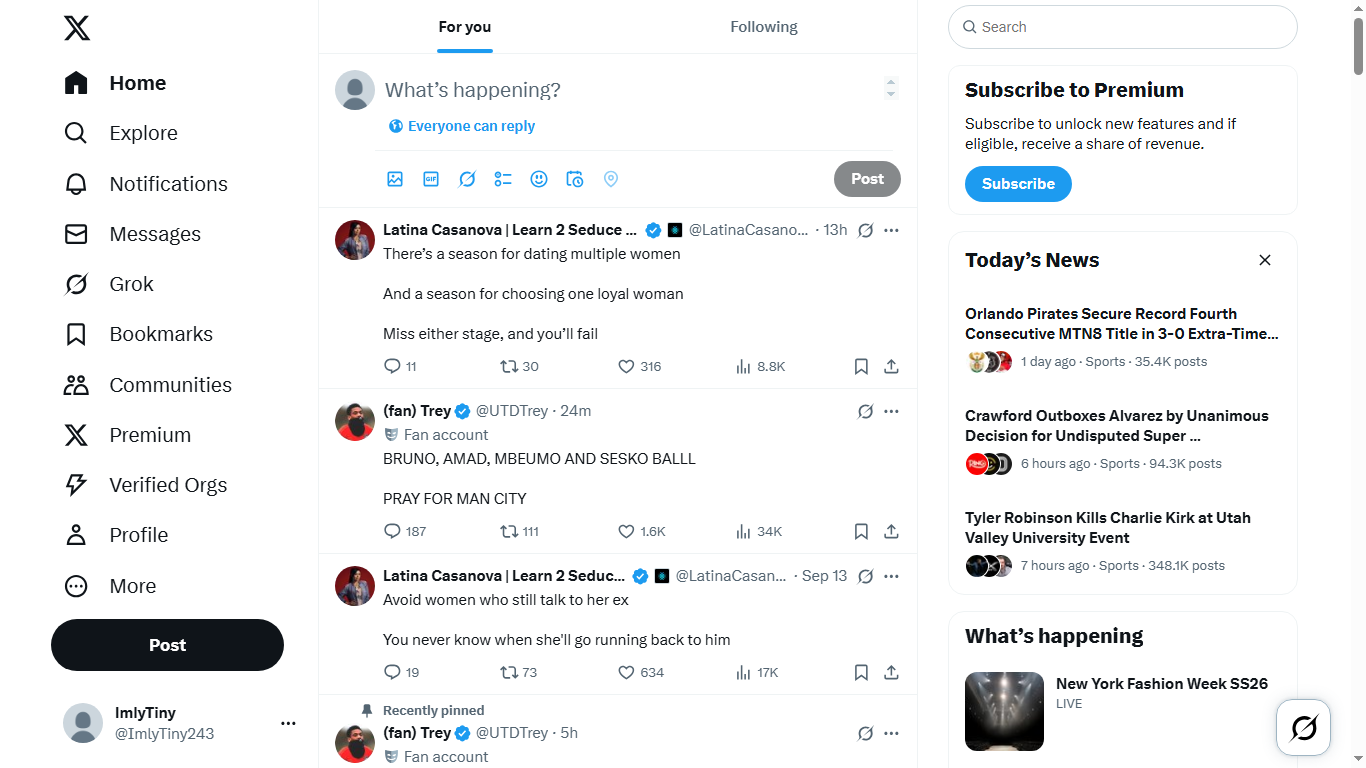 Home
Explore
Notifications
Messages
Grok
Bookmarks
Communities
Premium
Verified Orgs
Profile
More
Post
ImlyTiny
@ImlyTiny243
For you
Following
What's happening?
Everyone can reply
GIF
Post
Latina Casanova | Learn 2 Seduce ... @LatinaCasano... · 13h
There's a season for dating multiple women
And a season for choosing one loyal woman
Miss either stage, and you'll fail
11 30 316 8.8K
(fan) Trey @UTDTrey · 24m
Fan account
BRUNO, AMAD, MBEUMO AND SESKO BALLL
PRAY FOR MAN CITY
187 111 1.6K 34K
Latina Casanova | Learn 2 Seduc... @LatinaCasan... · Sep 13
Avoid women who still talk to her ex
You never know when she'll go running back to him
19 73 634 17K
Recently pinned
(fan) Trey @UTDTrey · 5h
Fan account
Search
Subscribe to Premium
Subscribe to unlock new features and if
eligible, receive a share of revenue.
Subscribe
Today's News
Orlando Pirates Secure Record Fourth
Consecutive MTN8 Title in 3-0 Extra-Time...
1 day ago · Sports · 35.4K posts
Crawford Outboxes Alvarez by Unanimous
Decision for Undisputed Super ...
6 hours ago · Sports · 94.3K posts
Tyler Robinson Kills Charlie Kirk at Utah
Valley University Event
7 hours ago · Sports · 348.1K posts
What's happening
New York Fashion Week SS26
LIVE